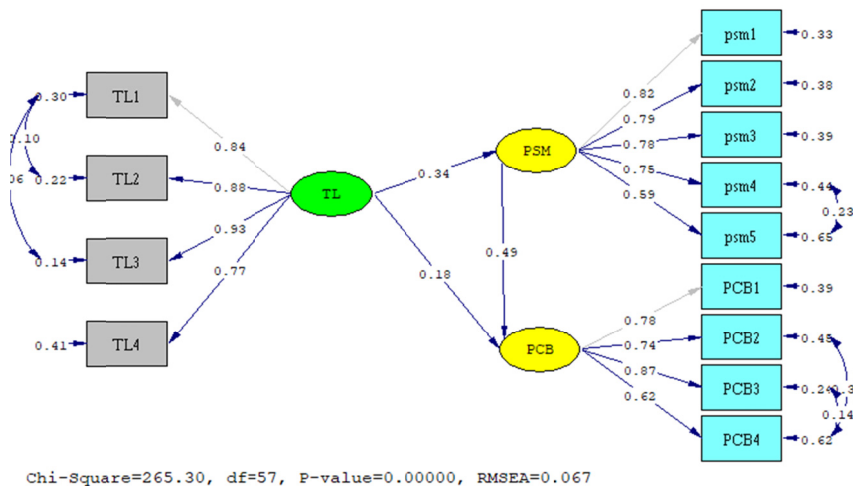 psm1
0.33
0.30
TL1
0.82
psm2
0.38
0.79
0.84
PSM
0.78
psm3
0.39
0.34
0.75
0.22
TL2
0.88
TL
psm4
0.44
0.59
0.23
0.93
psm5
0.65
0.14
TL3
0.49
0.77
0.18
PCB1
0.39
0.78
0.41
TL4
PCB
0.74
PCB2
0.87
PCB3
0.62
0.14
PCB4
0.62
Chi-Square=265.30, df=57, P-value=0.00000, RMSEA=0.067